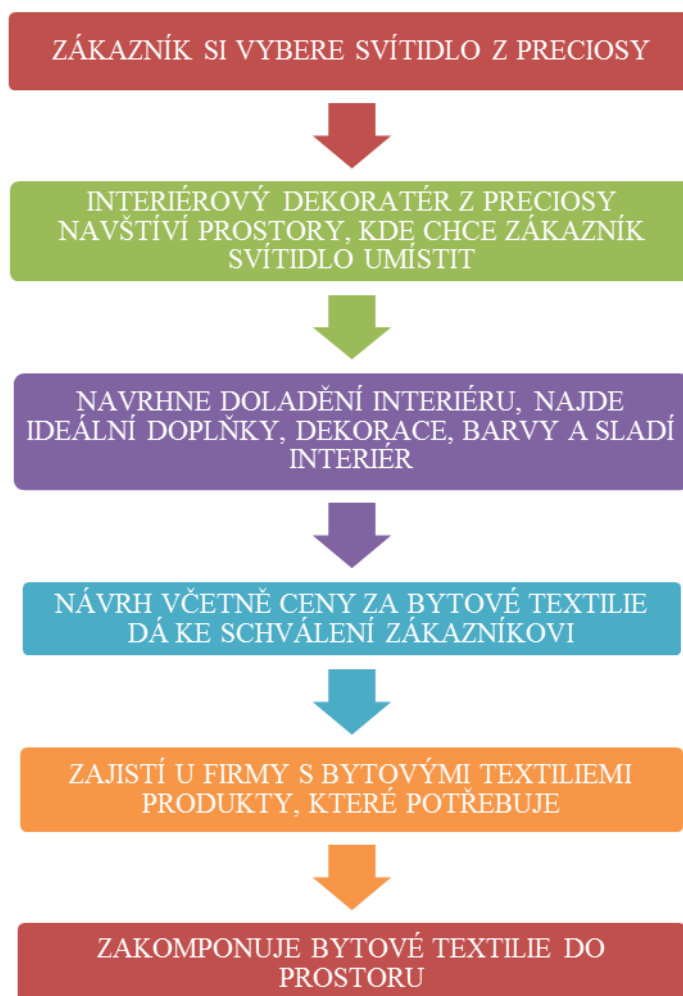 ZÁKAZNÍK SI VYBERE SVÍTIDLO Z PRECIOSY
INTERIÉROVÝ DEKORATÉR Z PRECIOSY
NAVŠTÍVÍ PROSTORY, KDE CHCE ZÁKAZNÍK
SVÍTIDLO UMÍSTIT
NAVRHNE DOLADĚNÍ INTERIÉRU, NAJDE
IDEÁLNÍ DOPLŇKY, DEKORACE, BARVY A SLADÍ
INTERIÉR
NÁVRH VČETNĚ CENY ZA BYTOVÉ TEXTILIE
DÁ KE SCHVÁLENÍ ZÁKAZNÍKOVI
ZAJISTÍ U FIRMY S BYTOVÝMI TEXTILIEMI
PRODUKTY, KTERÉ POTŘEBUJE
ZAKOMPONUJE BYTOVÉ TEXTILIE DO
PROSTORU